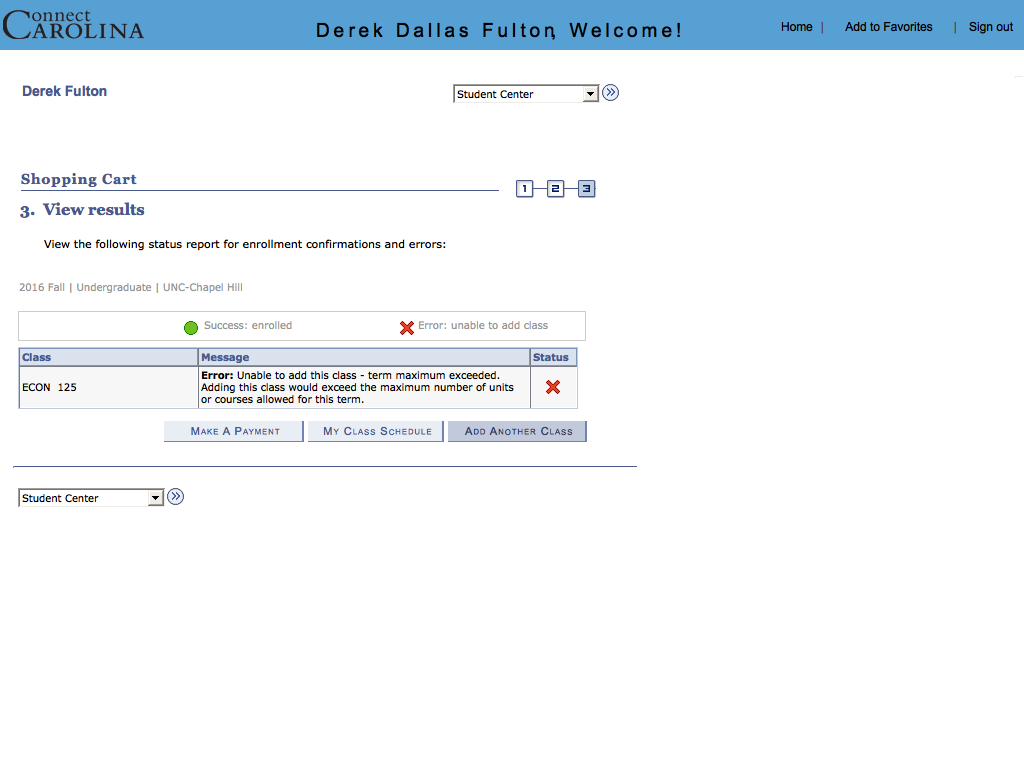 Connect
CAROLINA
Derek Dallas Fulton, Welcome!
Home | Add to Favorites | Sign out
Derek Fulton
Student Center
Shopping Cart
1 2 3
3. View results
View the following status report for enrollment confirmations and errors:
2016 Fall | Undergraduate | UNC-Chapel Hill
Success: enrolled
Error: unable to add class
Class Message Status
ECON 125
Error: Unable to add this class - term maximum exceeded.
Adding this class would exceed the maximum number of units
or courses allowed for this term.
MAKE A PAYMENT
MY CLASS SCHEDULE
ADD ANOTHER CLASS
Student Center